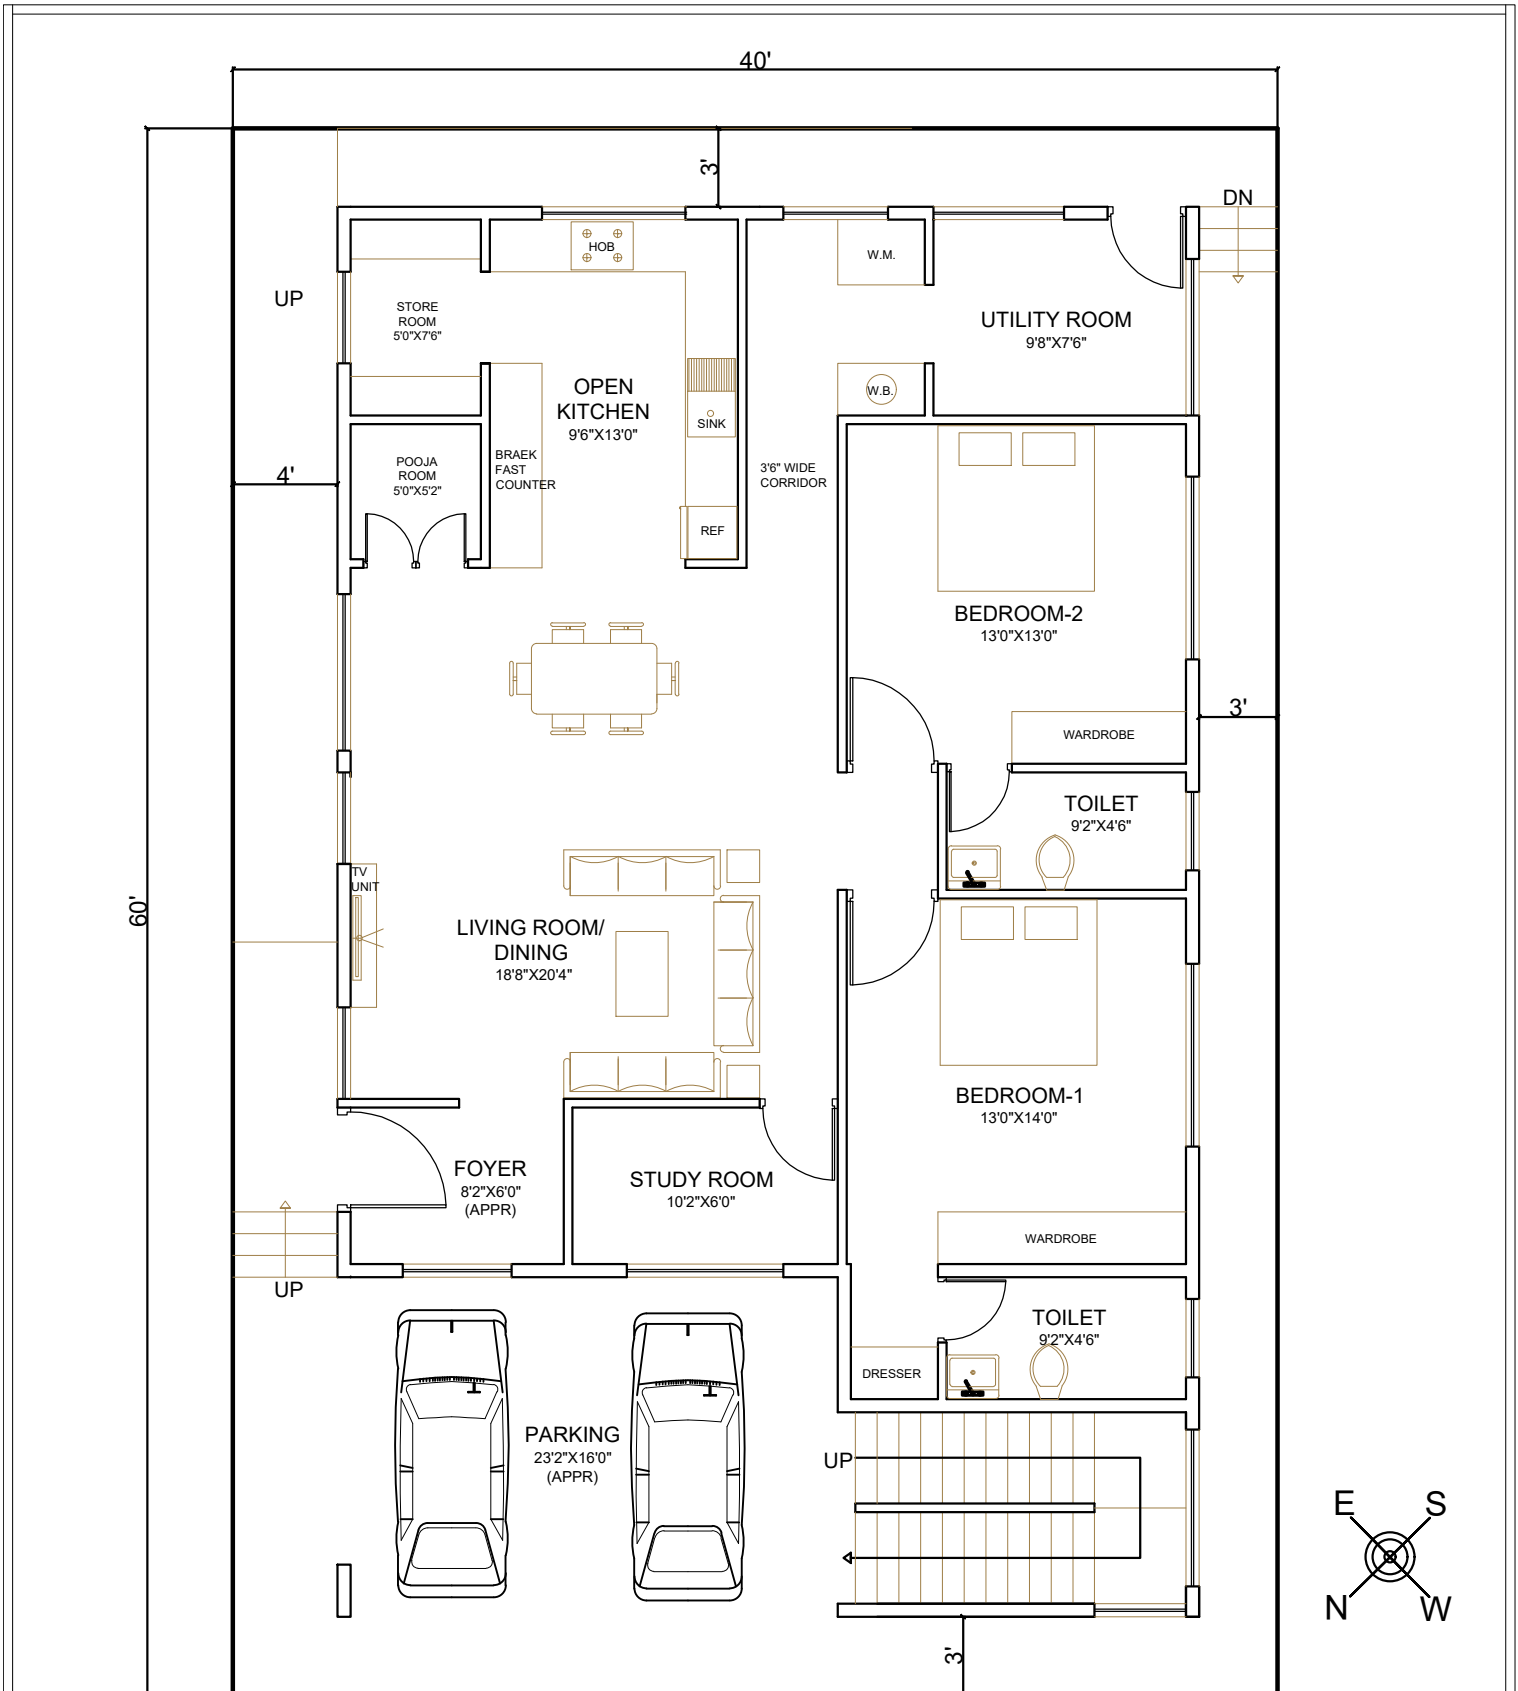 40'
3'
DN
HOB
W.M.
UP
STORE
ROOM
5'0"X7'6"
UTILITY ROOM
9'8"X7'6"
OPEN
KITCHEN
9'6"X13'0"
W.B.
SINK
BRAEK
FAST
COUNTER
POOJA
ROOM
5'0"X5'2"
3'6" WIDE
CORRIDOR
4'
REF
BEDROOM-2
13'0"X13'0"
3'
WARDROBE
TOILET
9'2"X4'6"
TV
UNIT
60'
LIVING ROOM/
DINING
18'8"X20'4"
BEDROOM-1
13'0"X14'0"
FOYER
8'2"X6'0"
(APPR)
STUDY ROOM
10'2"X6'0"
WARDROBE
UP
TOILET
9'2"X4'6"
DRESSER
PARKING
23'2"X16'0"
(APPR)
UP
E S
N W
3'